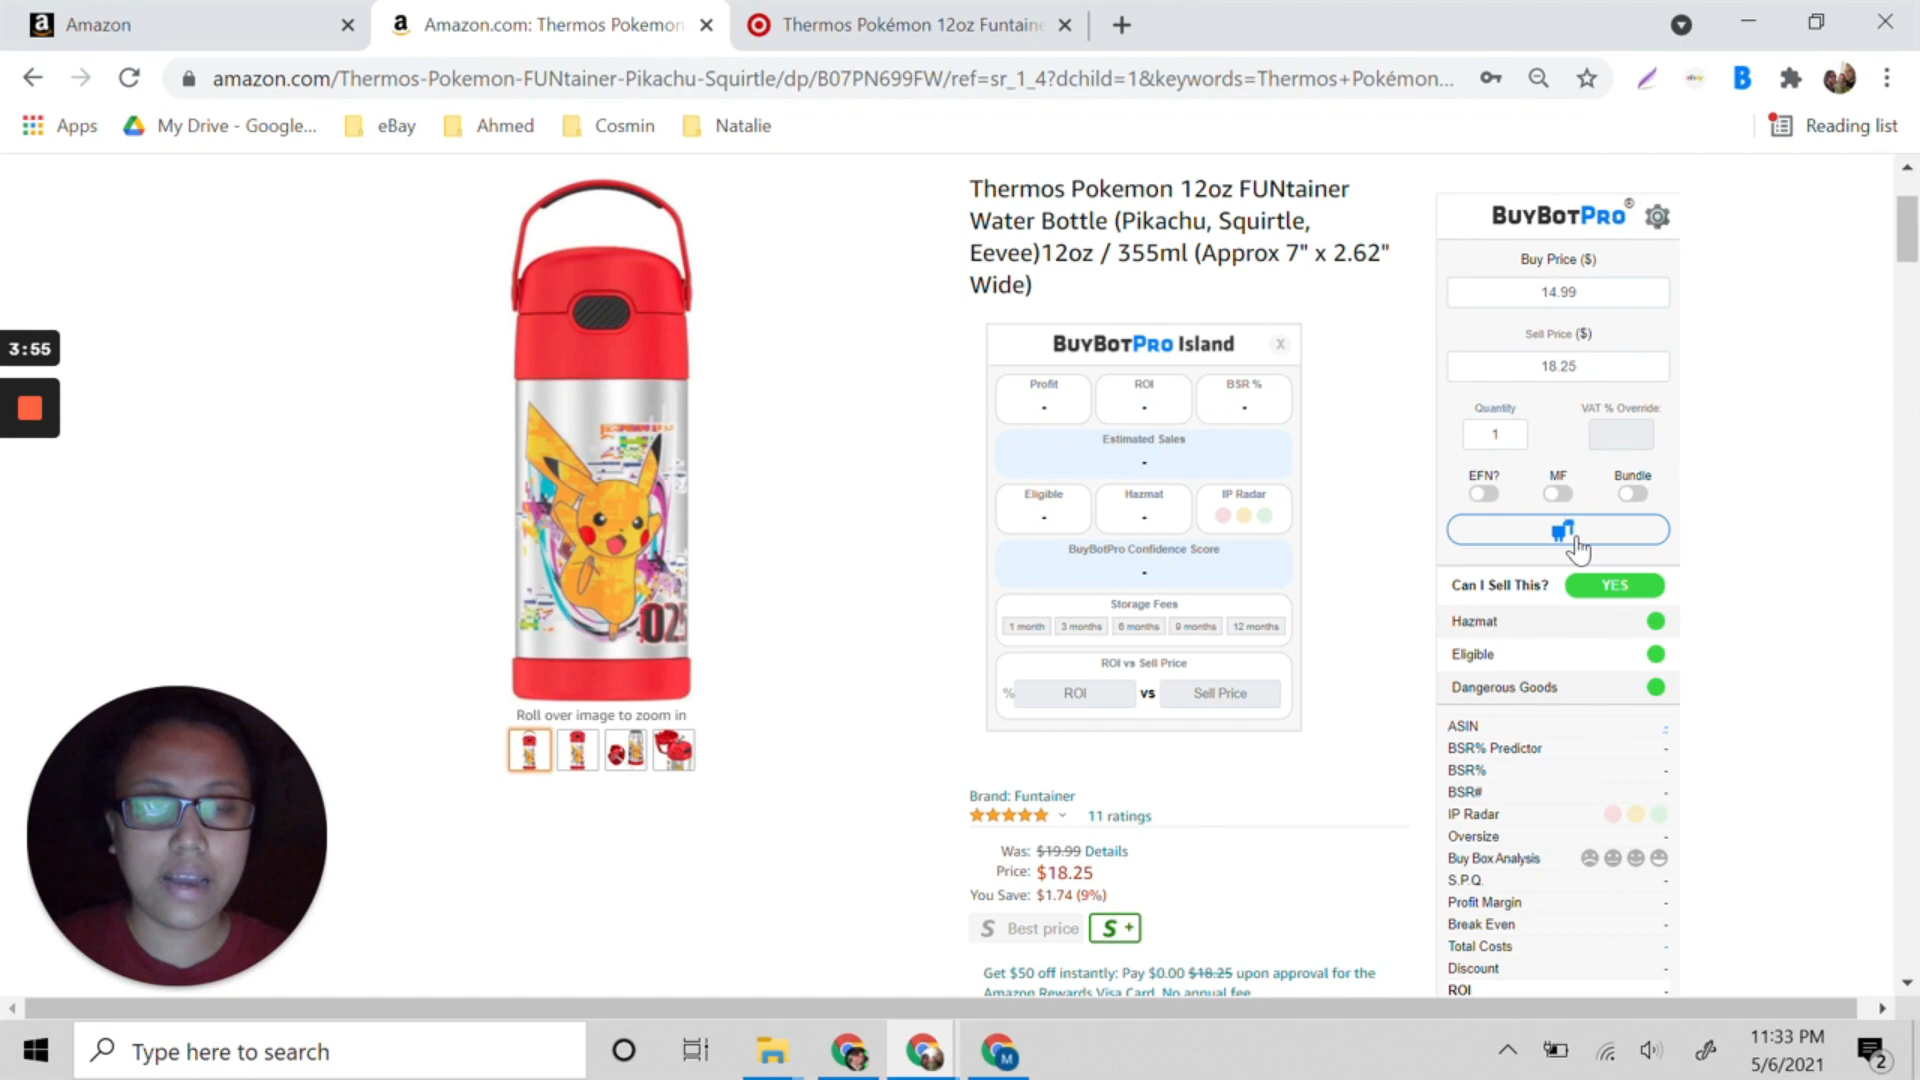 Amazon
Amazon.com: Thermos Pokemon
Thermos Pokémon 12oz Funtaine
amazon.com/Thermos-Pokemon-FUNtainer-Pikachu-Squirtle/dp/B07PN699FW/ref=sr_1_4?dchild=1&keywords=Thermos+Pokémon...
Apps
My Drive - Google...
eBay
Ahmed
Cosmin
Natalie
Reading list
3:55
025
Roll over image to zoom in
Thermos Pokemon 12oz FUNtainer
Water Bottle (Pikachu, Squirtle,
Eevee)12oz / 355ml (Approx 7" x 2.62"
Wide)
BuyBotPro Island
X
Profit
ROI
BSR %
-
-
-
Estimated Sales
-
Eligible
Hazmat
IP Radar
-
-
BuyBotPro Confidence Score
-
Storage Fees
1 month
3 months
6 months
9 months
12 months
ROI vs Sell Price
%
ROI
vs
Sell Price
Brand: Funtainer
11 ratings
Was: $19.99 Details
Price: $18.25
You Save: $1.74 (9%)
S Best price
S +
Get $50 off instantly: Pay $0.00 $18.25 upon approval for the
Amazon Rewards Visa Card. No annual fee.
BuyBotPro®
Buy Price ($)
14.99
Sell Price ($)
18.25
Quantity
VAT % Override:
1
EFN?
MF
Bundle
Can I Sell This?
YES
Hazmat
Eligible
Dangerous Goods
ASIN -
BSR% Predictor -
BSR% -
BSR# -
IP Radar
Oversize -
Buy Box Analysis
S.P.Q. -
Profit Margin -
Break Even -
Total Costs -
Discount -
ROI -
Type here to search
M
11:33 PM
5/6/2021
2